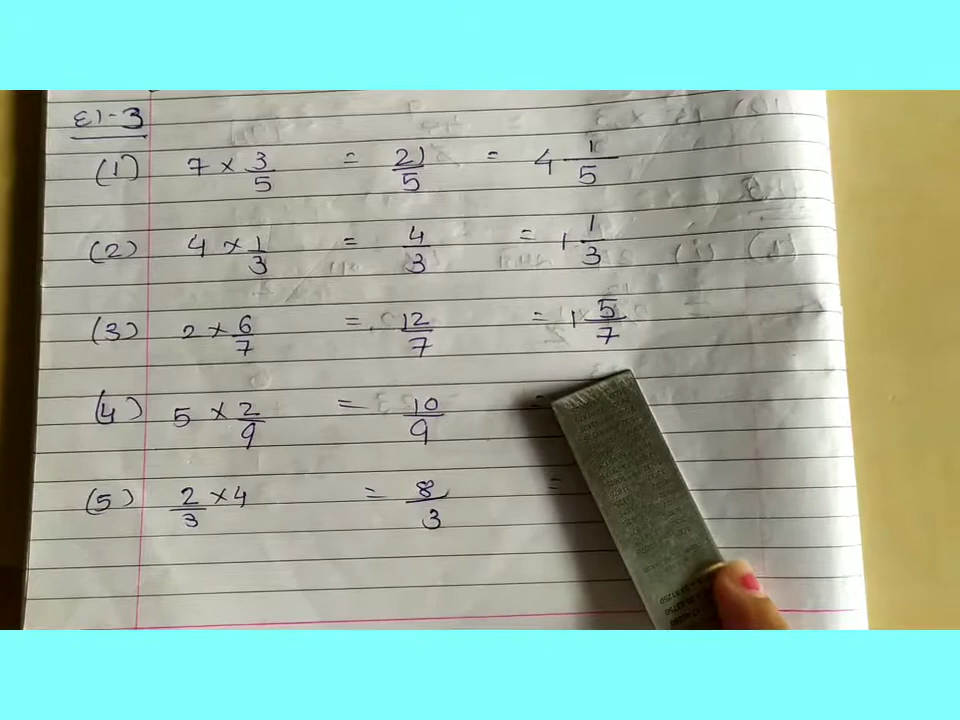 E)-3
(1) 7 × 3/5 = 21/5 = 4 1/5
(2) 4 × 1/3 = 4/3 = 1 1/3
(3) 2 × 6/7 = 12/7 = 1 5/7
(4) 5 × 2/9 = 10/9 =
(5) 2/3 × 4 = 8/3 =